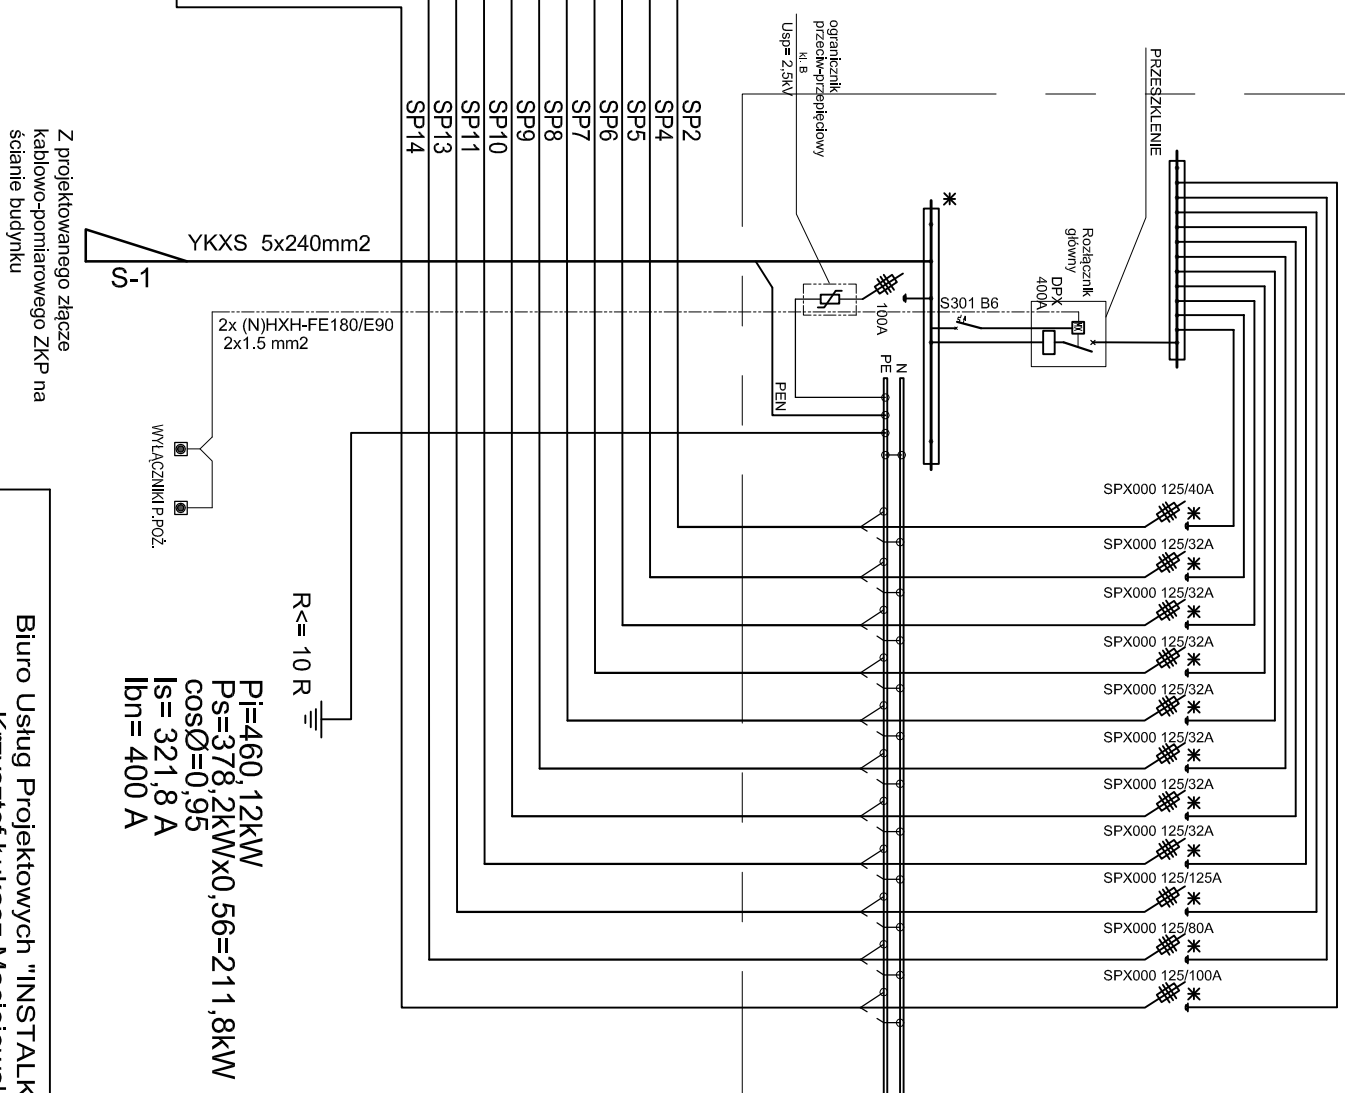 ogranicznik
przeciw-przepięciowy
kl. B
Usp= 2,5kV
PRZESZKLENIE
SP2
SP4
SP5
SP6
SP7
SP8
SP9
SP10
SP11
SP13
SP14
Z projektowanego złącze
kablowo-pomiarowego ZKP na
ścianie budynku
YKXS 5x240mm2
S-1
2x (N)HXH-FE180/E90
2x1.5 mm2
WYŁĄCZNIKI P.POŻ.
100A
S301 B6
Rozłącznik
główny
DPX
400A
MX
PEN
PE
N
SPX000 125/40A
SPX000 125/32A
SPX000 125/32A
SPX000 125/32A
SPX000 125/32A
SPX000 125/32A
SPX000 125/32A
SPX000 125/32A
SPX000 125/125A
SPX000 125/80A
SPX000 125/100A
R<= 10 R
Pi=460,12kW
Ps=378,2kWx0,56=211,8kW
cosØ=0,95
Is= 321,8 A
Ibn= 400 A
Biuro Usług Projektowych "INSTALK